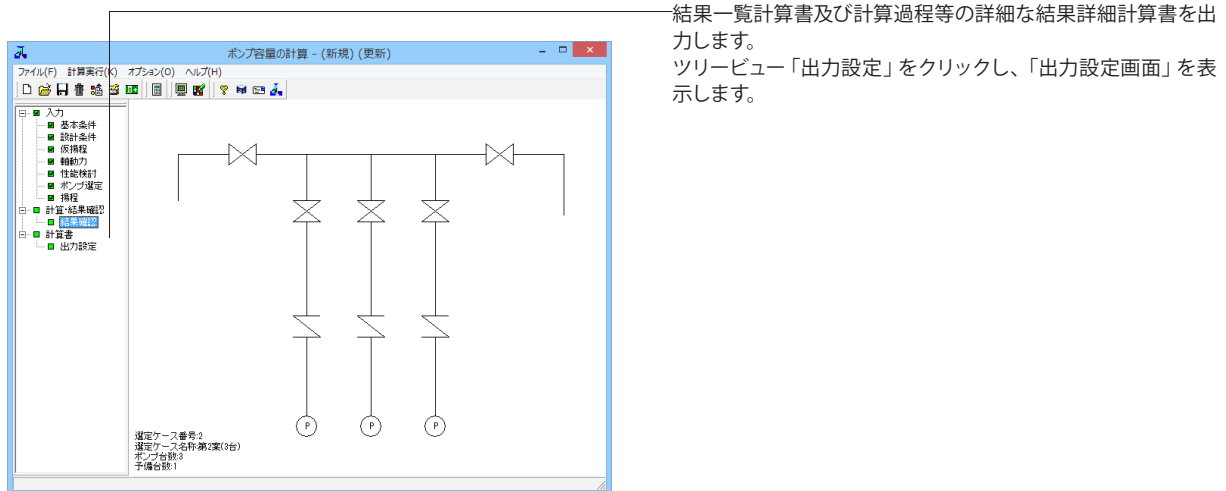 結果一覧計算書及び計算過程等の詳細な結果詳細計算書を出
力します。
ツリービュー「出力設定」をクリックし、「出力設定画面」を表
示します。
ポンプ容量の計算 - (新規) (更新)
ファイル(F) 計算実行(K) オプション(O) ヘルプ(H)
入力
基本条件
設計条件
仮揚程
軸動力
性能検討
ポンプ選定
揚程
計算・結果確認
結果確認
計算書
出力設定
P P P
選定ケース番号:2
選定ケース名称:第2案(3台)
ポンプ台数:3
予備台数:1